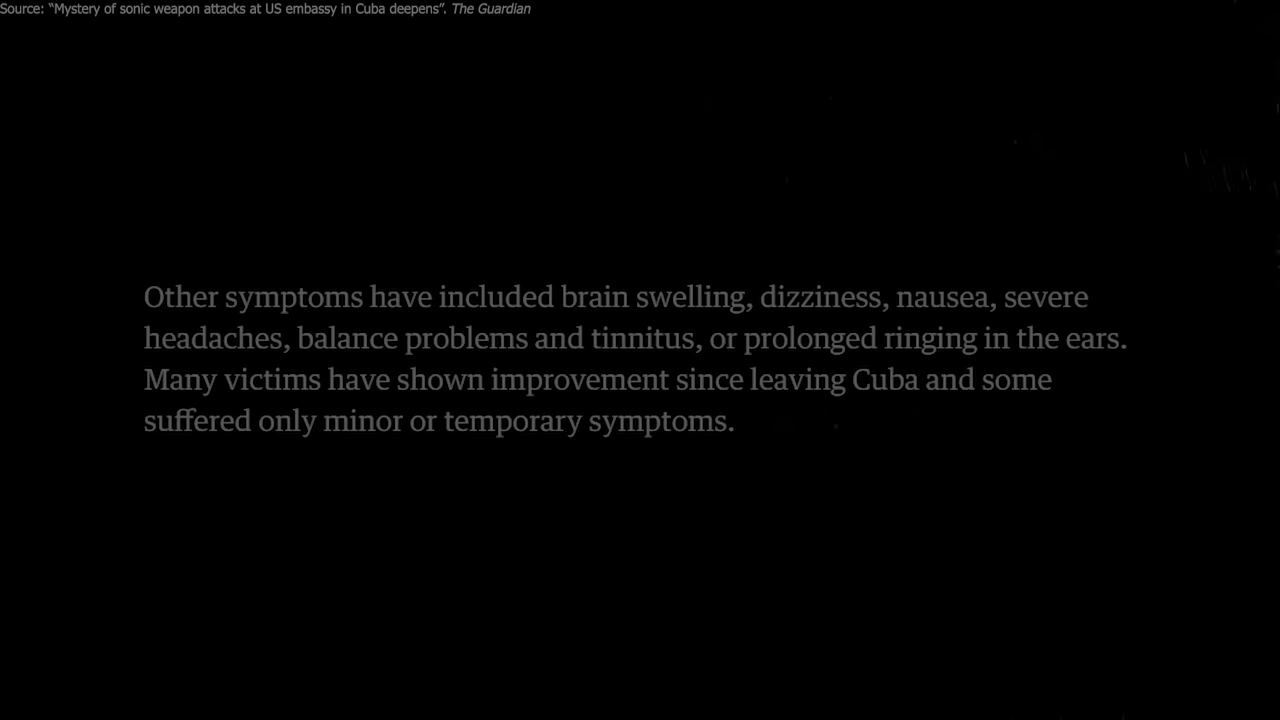 Source: “Mystery of sonic weapon attacks at US embassy in Cuba deepens”. The Guardian
Other symptoms have included brain swelling, dizziness, nausea, severe
headaches, balance problems and tinnitus, or prolonged ringing in the ears.
Many victims have shown improvement since leaving Cuba and some
suffered only minor or temporary symptoms.